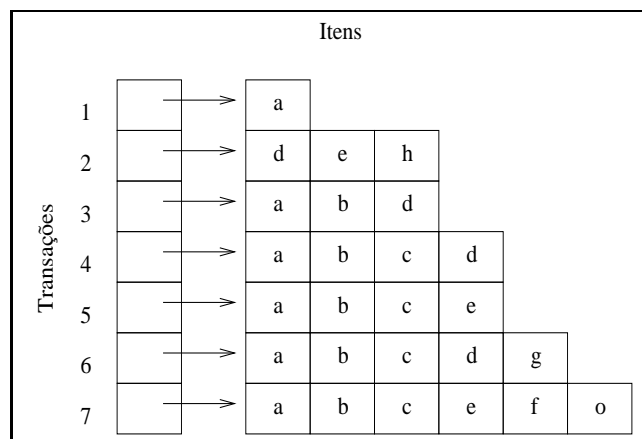 Itens
Transações
1 a
2 d e h
3 a b d
4 a b c d
5 a b c e
6 a b c d g
7 a b c e f o